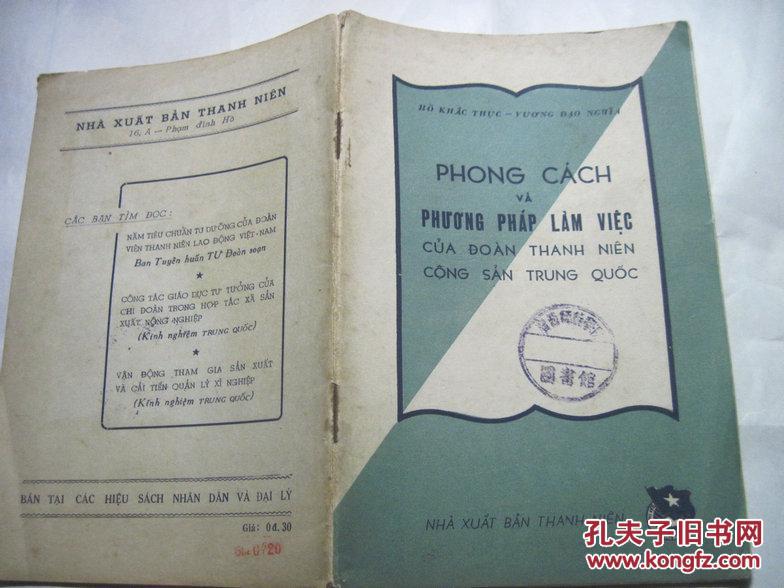 NHÀ XUẤT BẢN THANH NIÊN
16, A — Phạm đình Hồ
CÁC BẠN TÌM ĐỌC :
NĂM TIÊU CHUẨN TU DƯỠNG CỦA ĐOÀN
VIÊN THANH NIÊN LAO ĐỘNG VIỆT-NAM
Ban Tuyên huấn TƯ Đoàn soạn
★
CÔNG TÁC GIÁO DỤC TƯ TƯỞNG CỦA
CHI ĐOÀN TRONG HỢP TÁC XÃ SẢN
XUẤT NÔNG NGHIỆP
(Kinh nghiệm TRUNG QUỐC)
★
VẬN ĐỘNG THAM GIA SẢN XUẤT
VÀ CẢI TIẾN QUẢN LÝ XÍ NGHIỆP
(Kinh nghiệm TRUNG QUỐC)
BÁN TẠI CÁC HIỆU SÁCH NHÂN DÂN VÀ ĐẠI LÝ
Giá: 0đ.30
HỒ KHẮC THỰC — VƯƠNG ĐẠO NGHĨA
PHONG CÁCH
VÀ
PHƯƠNG PHÁP LÀM VIỆC
CỦA ĐOÀN THANH NIÊN
CỘNG SẢN TRUNG QUỐC
圖書馆
NHÀ XUẤT BẢN THANH NIÊN
孔夫子旧书网
www.kongfz.com